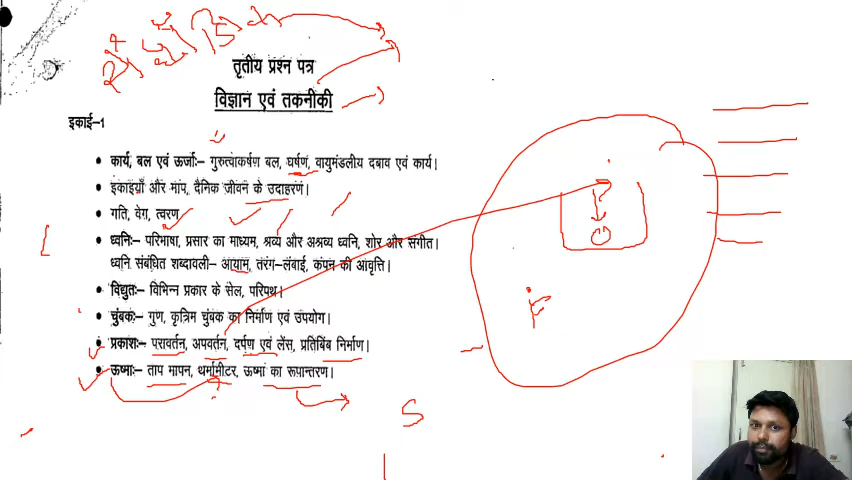 तृतीय प्रश्न पत्र
विज्ञान एवं तकनीकी
इकाई–1
• कार्य, बल एवं ऊर्जाः– गुरुत्वाकर्षण बल, घर्षण, वायुमंडलीय दबाव एवं कार्य।
• इकाइयाँ और माप, दैनिक जीवन के उदाहरण।
• गति, वेग, त्वरण
• ध्वनिः– परिभाषा, प्रसार का माध्यम, श्रव्य और अश्रव्य ध्वनि, शोर और संगीत।
ध्वनि संबंधित शब्दावली– आयाम, तरंग-लंबाई, कंपन की आवृत्ति।
• विद्युतः– विभिन्न प्रकार के सेल, परिपथ।
• चुंबकः– गुण, कृत्रिम चुंबक का निर्माण एवं उपयोग।
• प्रकाशः– परावर्तन, अपवर्तन, दर्पण एवं लेंस, प्रतिबिंब निर्माण।
• ऊष्माः– ताप मापन, थर्मामीटर, ऊष्मा का रूपान्तरण।